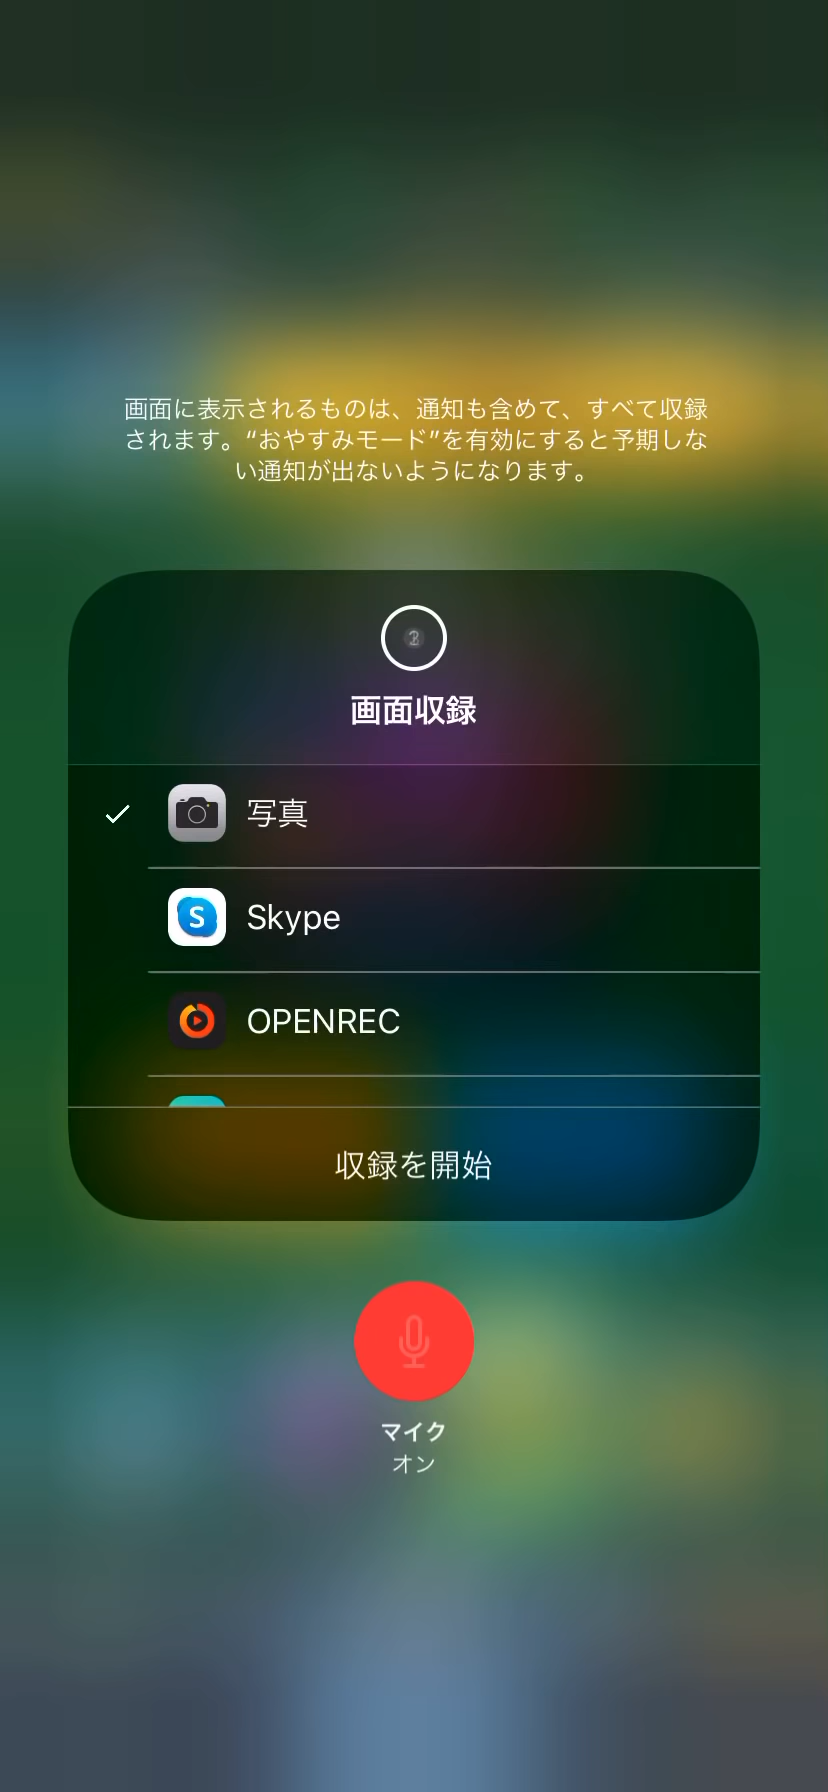 画面に表示されるものは、通知も含めて、すべて収録
されます。“おやすみモード”を有効にすると予期しな
い通知が出ないようになります。
画面収録
写真
Skype
OPENREC
収録を開始
マイク
オン